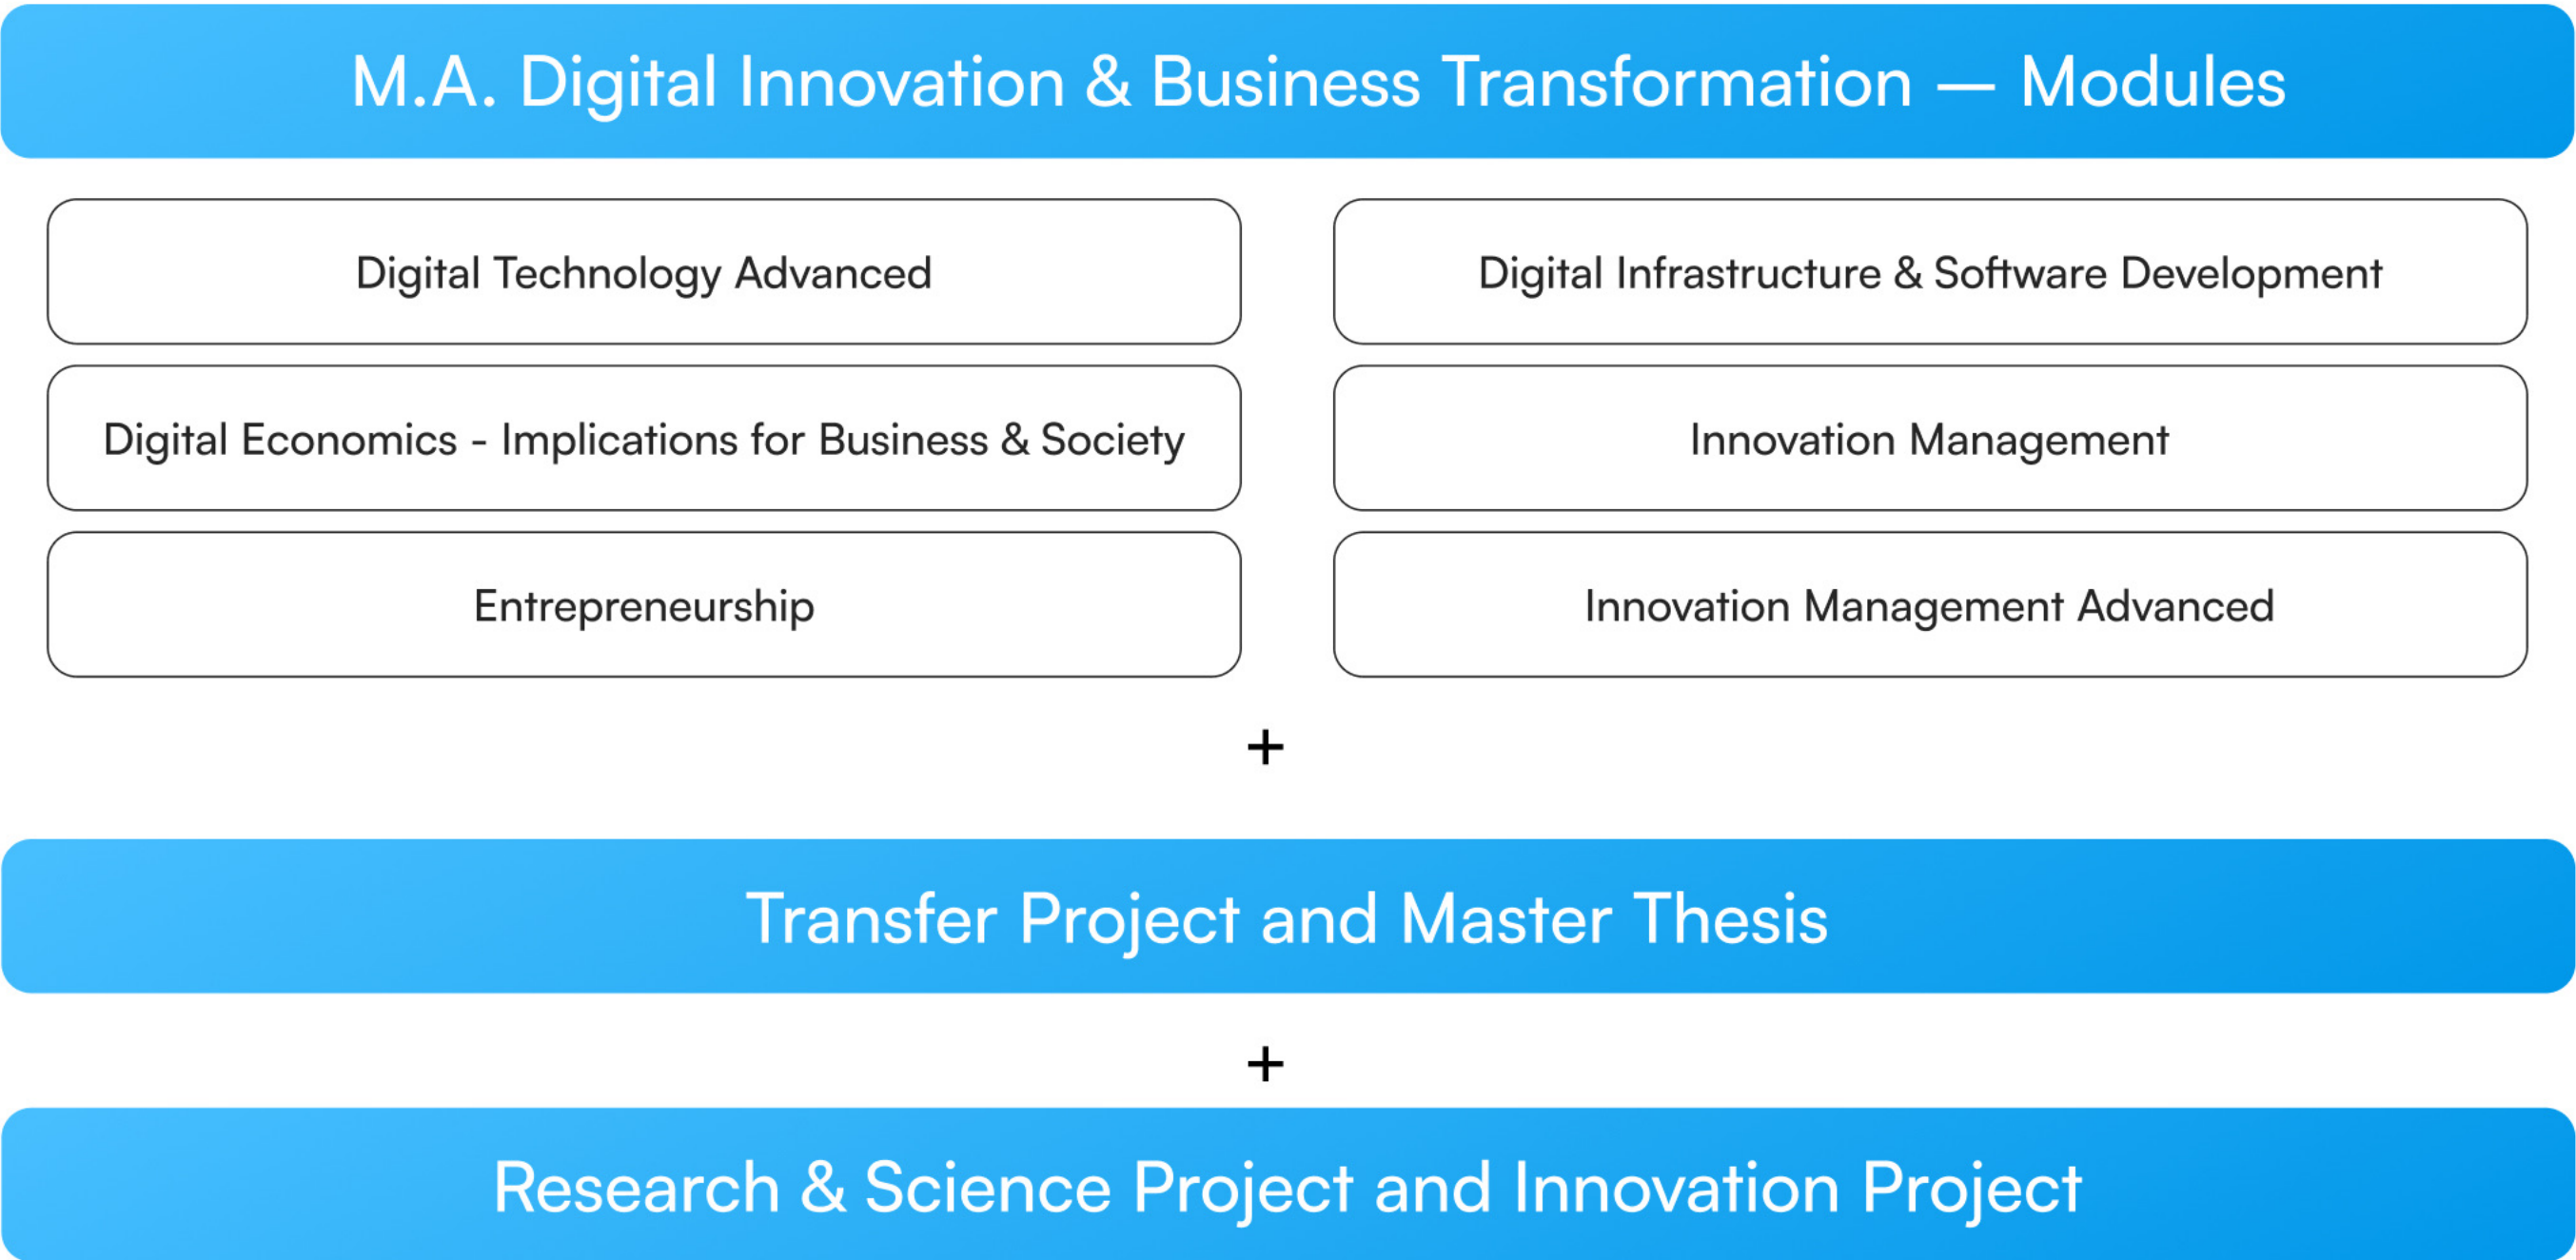 M.A. Digital Innovation & Business Transformation — Modules
Digital Technology Advanced
Digital Infrastructure & Software Development
Digital Economics - Implications for Business & Society
Innovation Management
Entrepreneurship
Innovation Management Advanced
+
Transfer Project and Master Thesis
+
Research & Science Project and Innovation Project